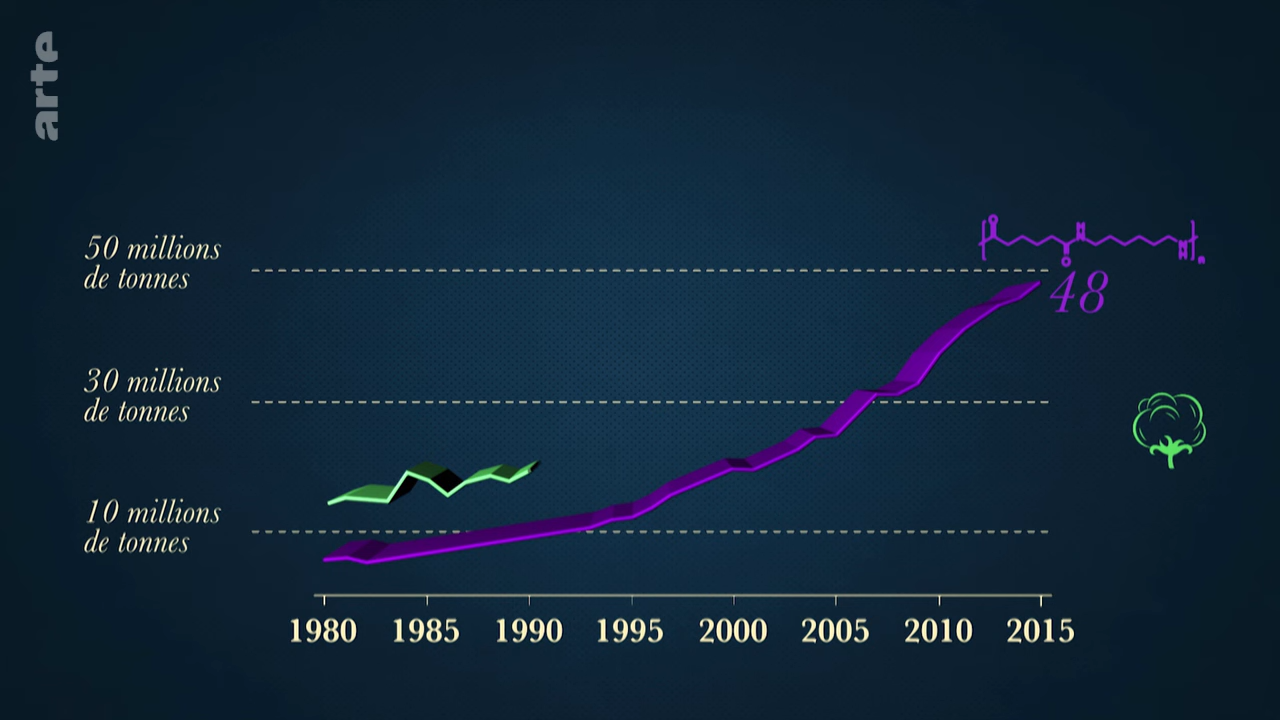 arte
50 millions
de tonnes
48
30 millions
de tonnes
10 millions
de tonnes
1980 1985 1990 1995 2000 2005 2010 2015
O
H
N
O
N
H
n